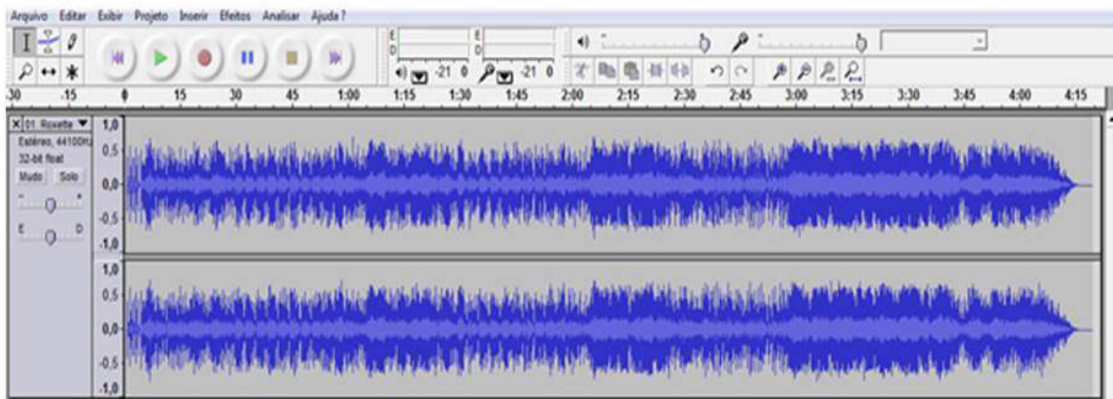 Arquivo Editar Exibir Projeto Inserir Efeitos Analisar Ajuda ?
E
D
-21 0
E
D
-21 0
-30 -15 0 15 30 45 1:00 1:15 1:30 1:45 2:00 2:15 2:30 2:45 3:00 3:15 3:30 3:45 4:00 4:15
X 01 Roxette
Estéreo, 44100Hz
32-bit float
Mudo Solo
- +
E D
1,0
0,5
0,0
-0,5
-1,0
1,0
0,5
0,0
-0,5
-1,0